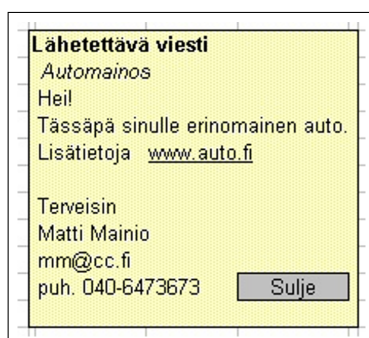 Lähetettävä viesti
Automainos
Hei!
Tässäpä sinulle erinomainen auto.
Lisätietoja www.auto.fi
Terveisin
Matti Mainio
mm@cc.fi
puh. 040-6473673 Sulje